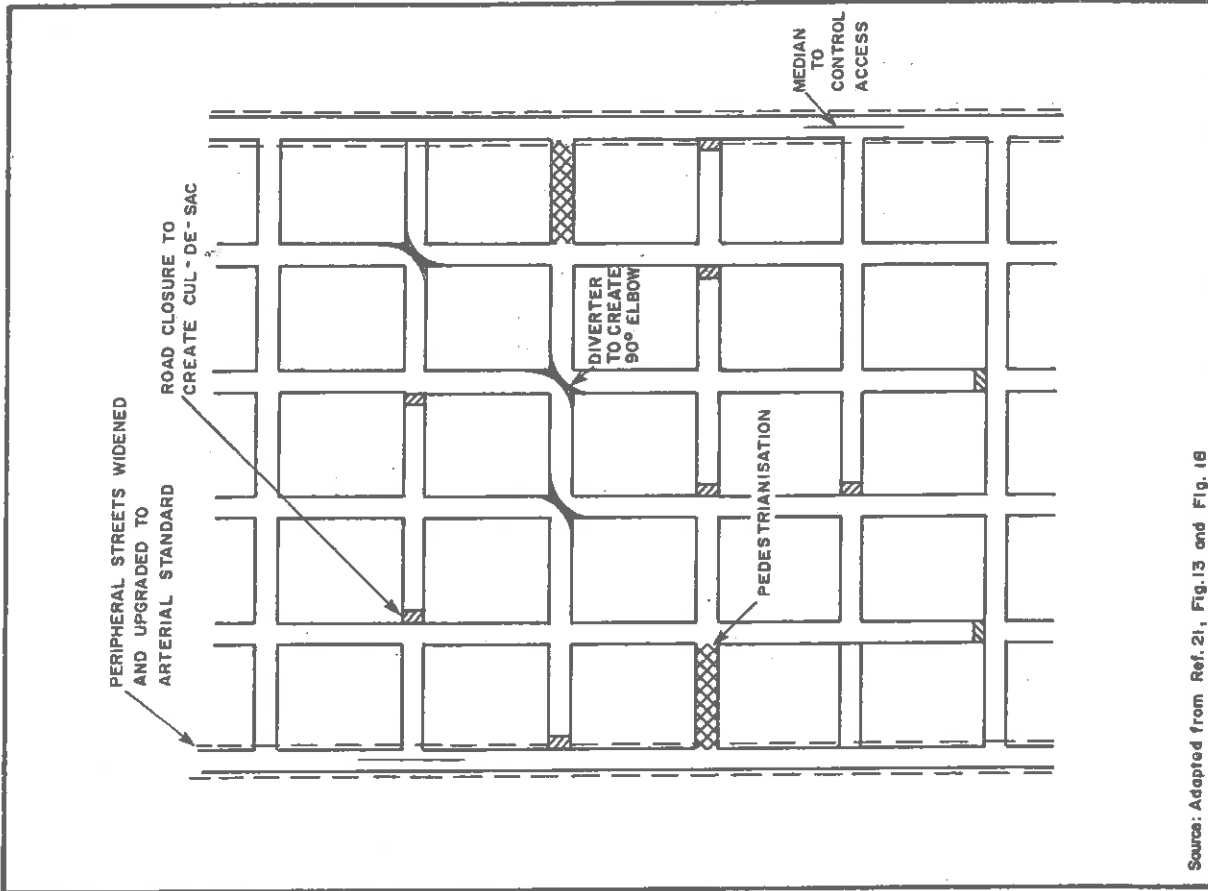 PERIPHERAL STREETS WIDENED
AND UPGRADED TO
ARTERIAL STANDARD
ROAD CLOSURE TO
CREATE CUL-DE-SAC
MEDIAN
TO
CONTROL
ACCESS
DIVERTER
TO CREATE
90° ELBOW
PEDESTRIANISATION
Source: Adapted from Ref. 21, Fig. 13 and Fig. 18